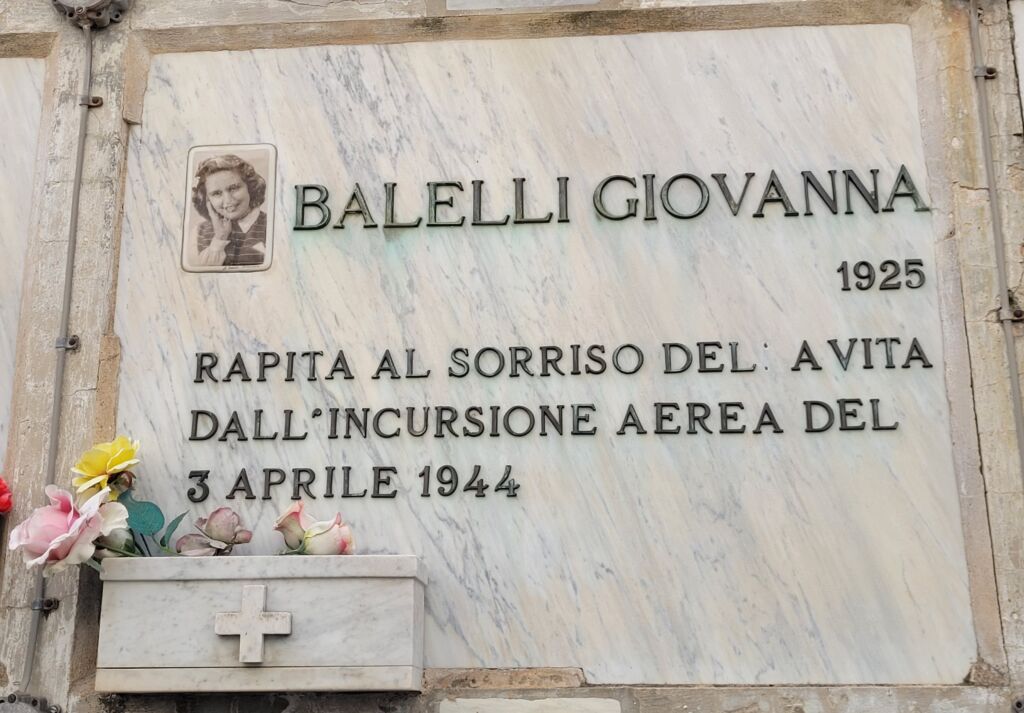 BALELLI GIOVANNA
1925
RAPITA AL SORRISO DEL A VITA
DALL'INCURSIONE AEREA DEL
3 APRILE 1944